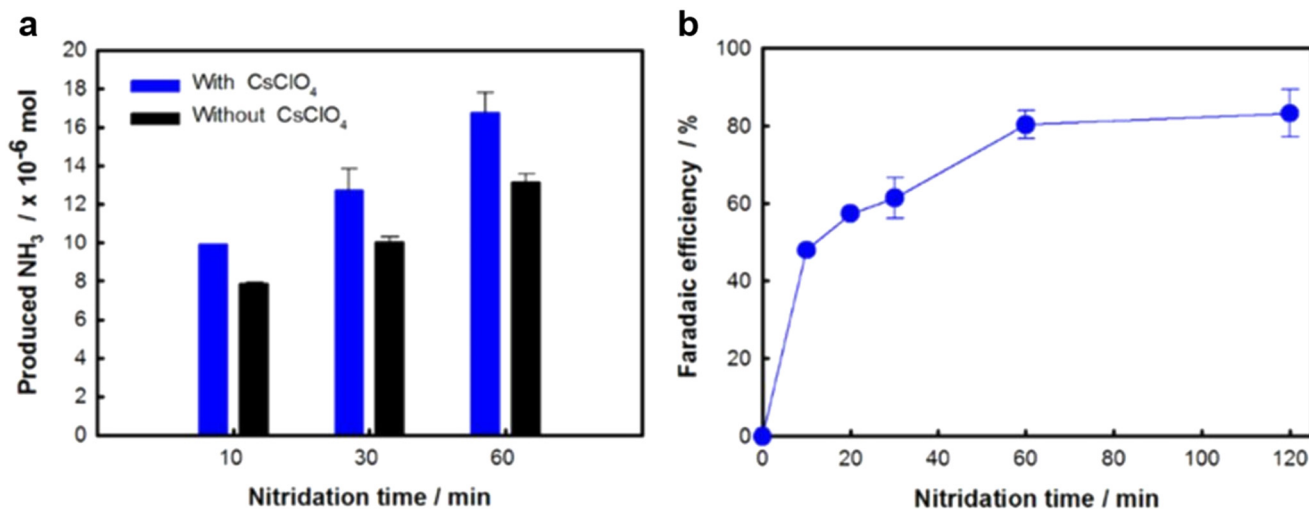 a
20
18
16
14
12
10
8
6
4
2
0
Produced NH₃ / x 10⁻⁶ mol
With CsClO₄
Without CsClO₄
10 30 60
Nitridation time / min
b
100
80
60
40
20
0
Faradaic efficiency / %
0 20 40 60 80 100 120
Nitridation time / min